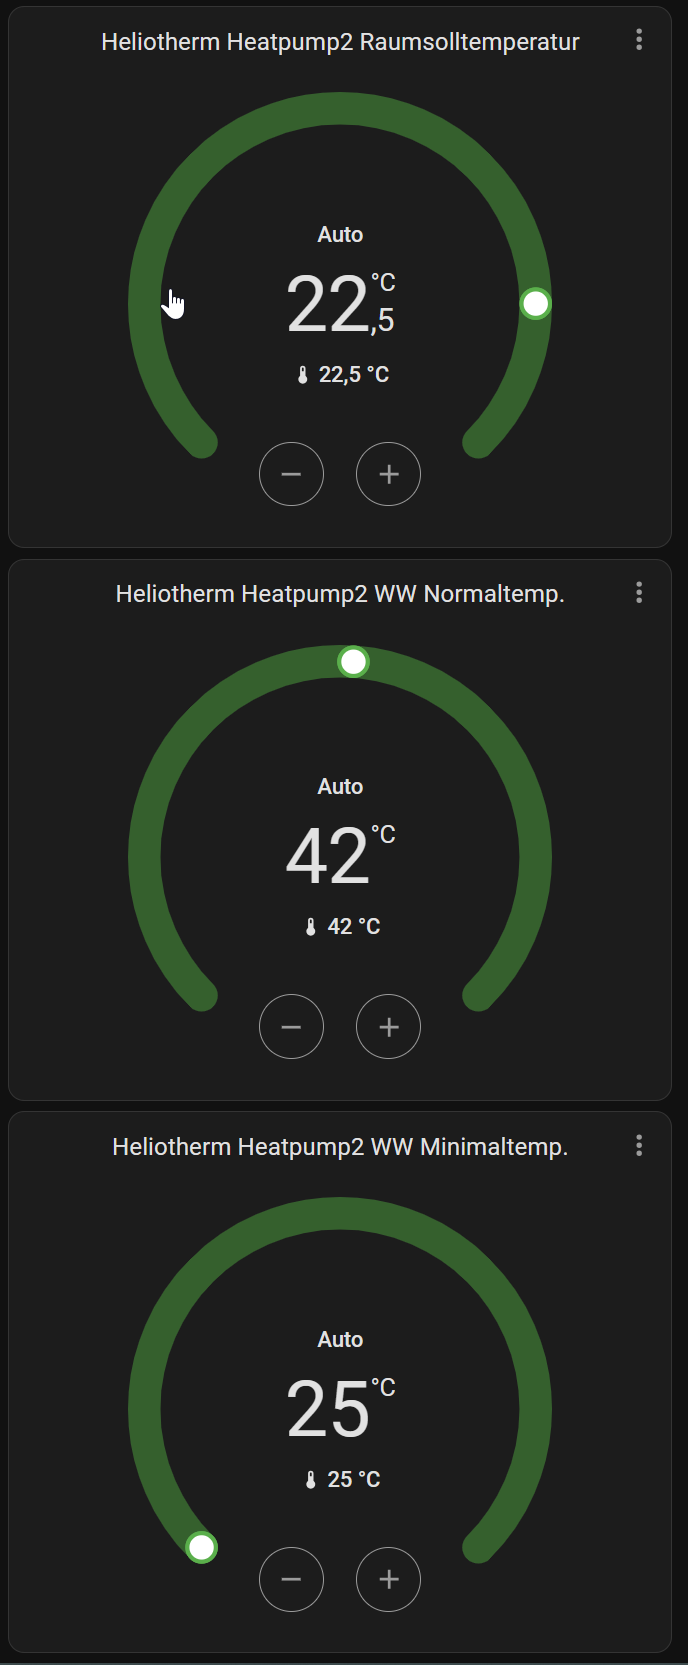 Heliotherm Heatpump2 Raumsolltemperatur
Auto
22,5 °C
22,5 °C
Heliotherm Heatpump2 WW Normaltemp.
Auto
42 °C
42 °C
Heliotherm Heatpump2 WW Minimaltemp.
Auto
25 °C
25 °C